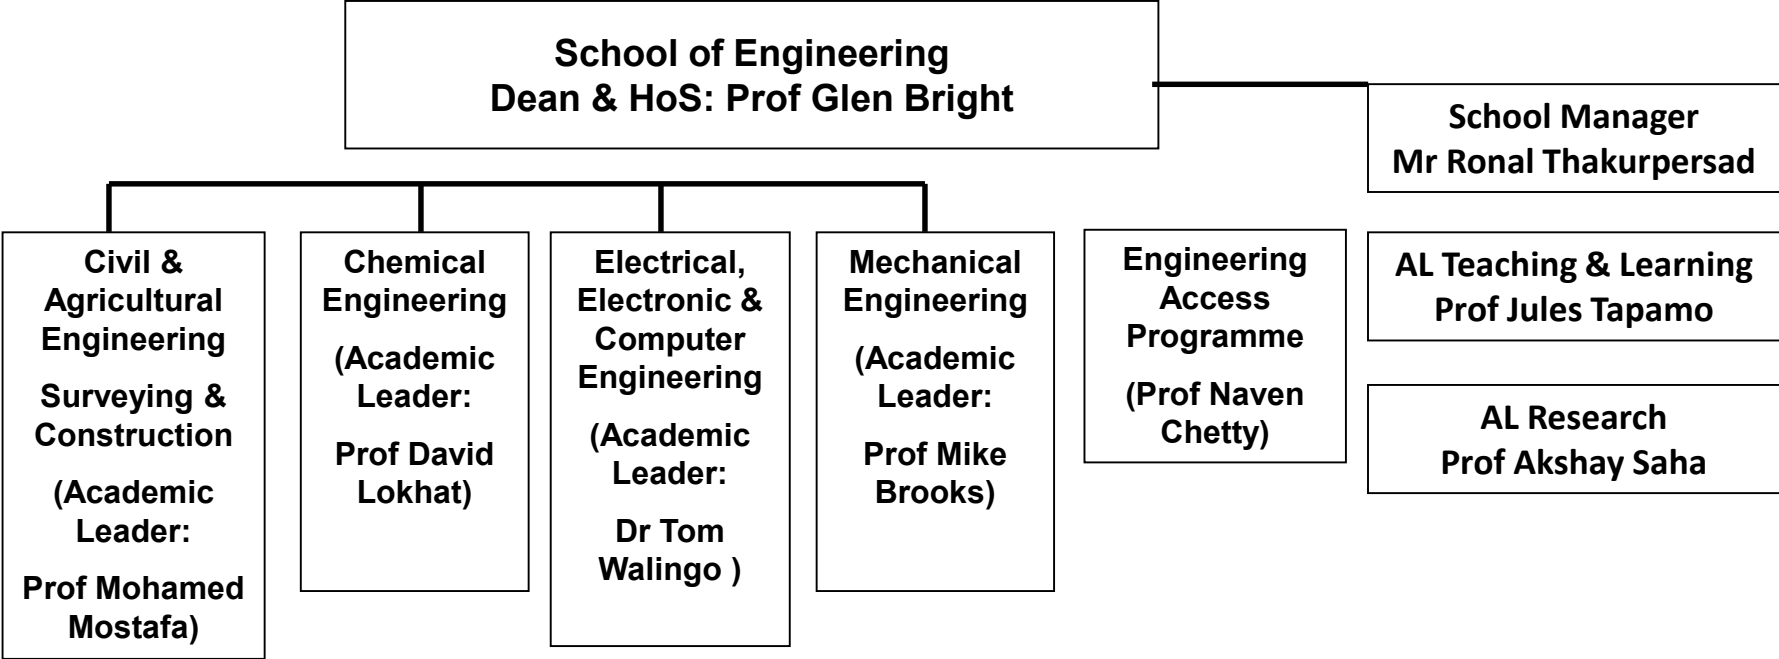 School of Engineering
Dean & HoS: Prof Glen Bright
School Manager
Mr Ronal Thakurpersad
Civil &
Agricultural
Engineering
Surveying &
Construction
(Academic
Leader:
Prof Mohamed
Mostafa)
Chemical
Engineering
(Academic
Leader:
Prof David
Lokhat)
Electrical,
Electronic &
Computer
Engineering
(Academic
Leader:
Dr Tom
Walingo )
Mechanical
Engineering
(Academic
Leader:
Prof Mike
Brooks)
Engineering
Access
Programme
(Prof Naven
Chetty)
AL Teaching & Learning
Prof Jules Tapamo
AL Research
Prof Akshay Saha